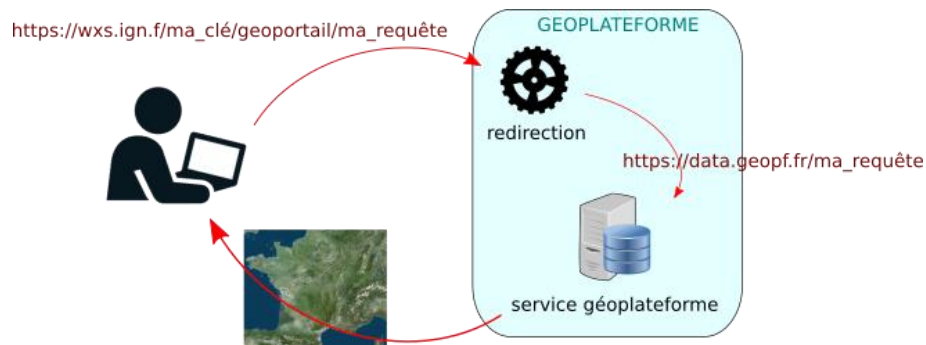 GEOPLATEFORME
https://wxs.ign.f/ma_clé/geoportail/ma_requête
redirection
https://data.geopf.fr/ma_requête
service géoplateforme